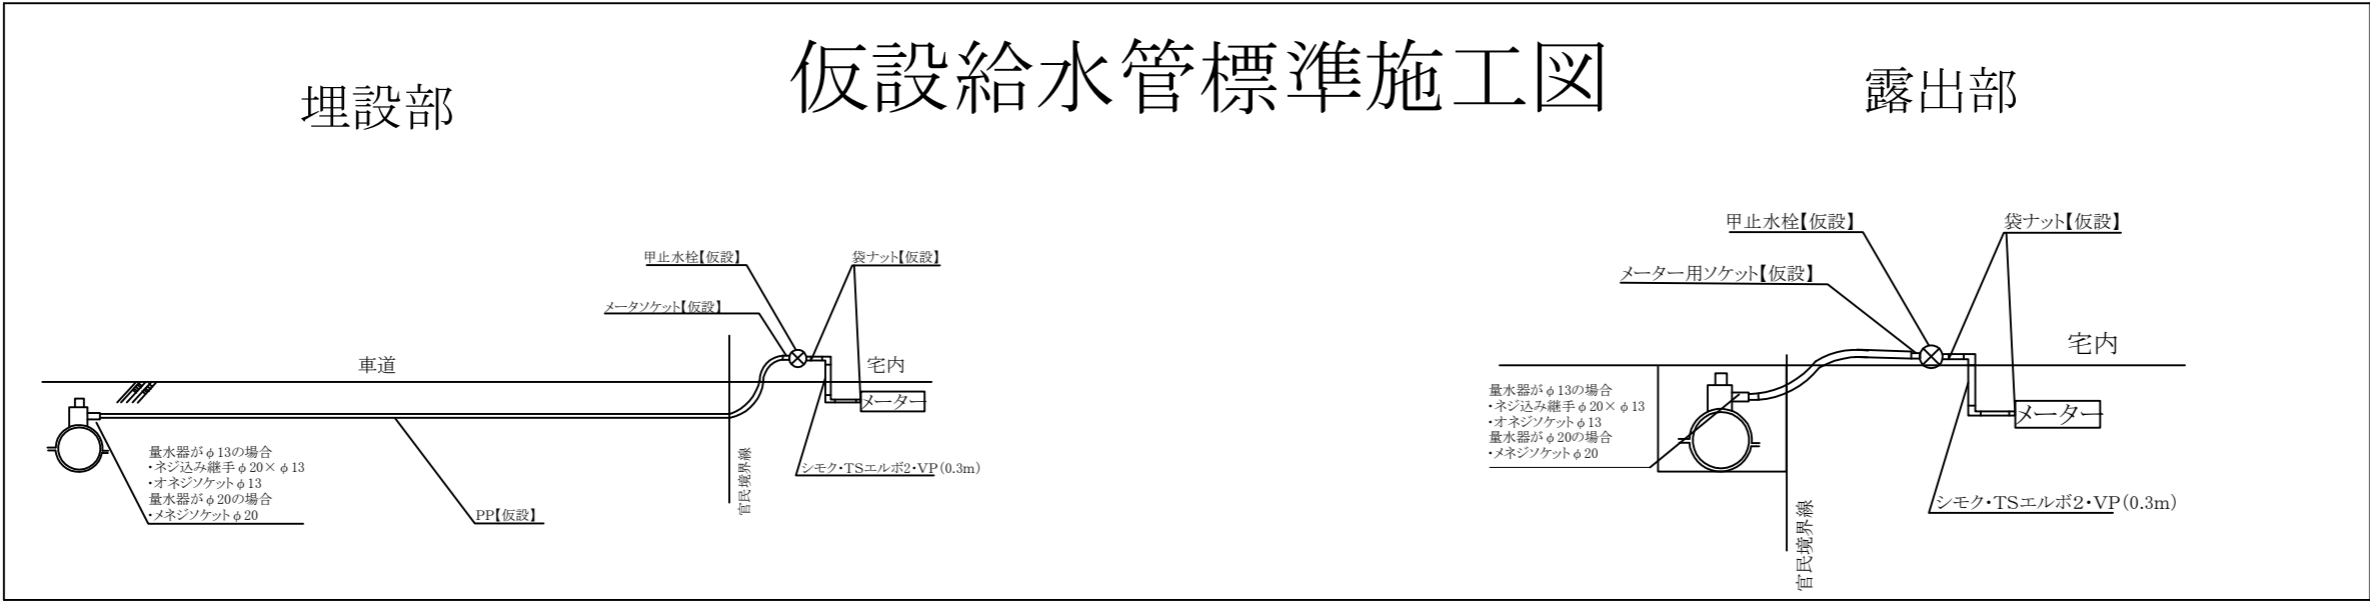 仮設給水管標準施工図
埋設部
甲止水栓【仮設】
袋ナット【仮設】
メータソケット【仮設】
車道
宅内
メーター
量水器がφ13の場合
・ネジ込み継手φ20×φ13
・オネジソケットφ13
量水器がφ20の場合
・メネジソケットφ20
PP【仮設】
官民境界線
シモク・TSエルボ2・VP(0.3m)
露出部
甲止水栓【仮設】
袋ナット【仮設】
メーター用ソケット【仮設】
宅内
量水器がφ13の場合
・ネジ込み継手φ20×φ13
・オネジソケットφ13
量水器がφ20の場合
・メネジソケットφ20
メーター
シモク・TSエルボ2・VP(0.3m)
官民境界線